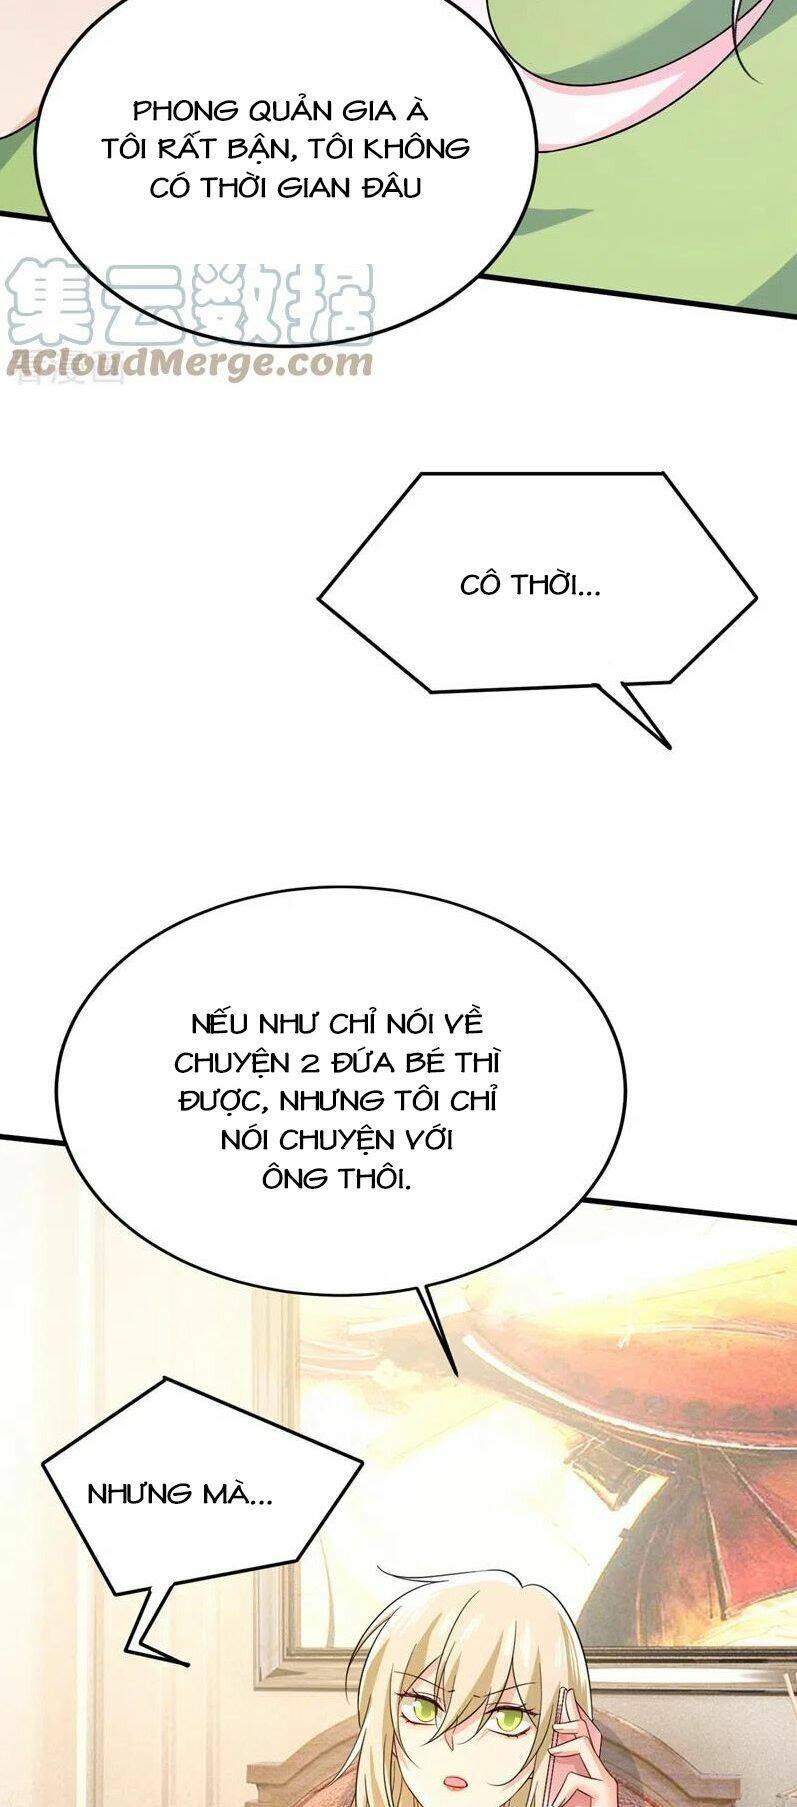 PHONG QUẢN GIA À
TÔI RẤT BẬN, TÔI KHÔNG
CÓ THỜI GIAN ĐÂU
集云数据
AcloudMerge.com
CÔ THỜI...
NẾU NHƯ CHỈ NÓI VỀ
CHUYỆN 2 ĐỨA BÉ THÌ
ĐƯỢC, NHƯNG TÔI CHỈ
NÓI CHUYỆN VỚI
ÔNG THÔI.
NHƯNG MÀ...